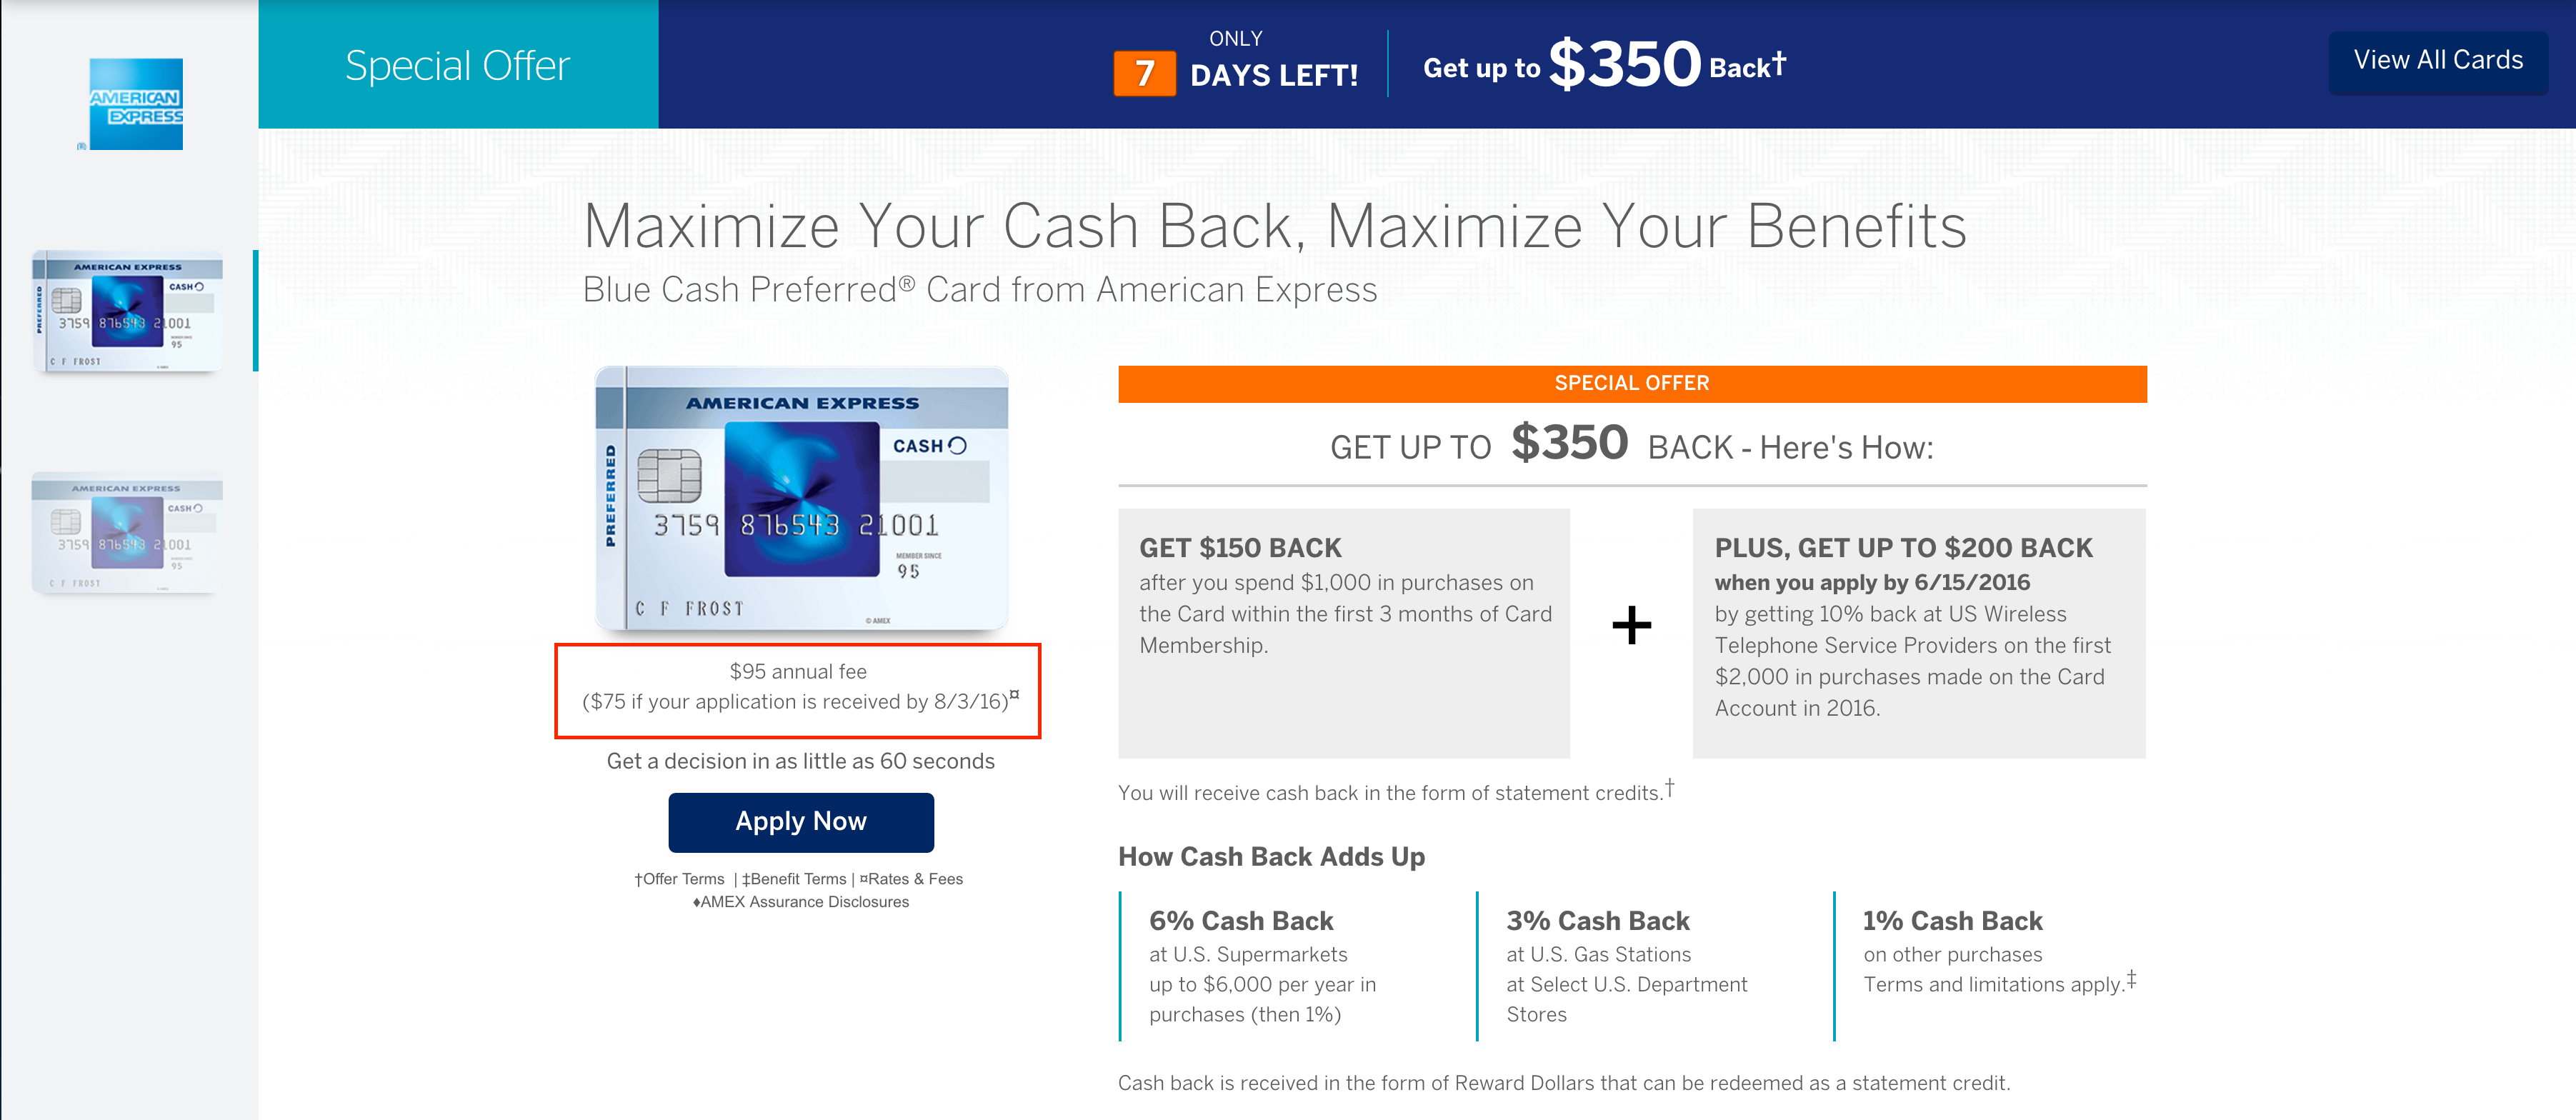 AMERICAN
EXPRESS
®
Special Offer
ONLY
7 DAYS LEFT!
Get up to $350 Back†
View All Cards
Maximize Your Cash Back, Maximize Your Benefits
Blue Cash Preferred® Card from American Express
AMERICAN EXPRESS
CASH
PREFERRED
3759 876543 21001
MEMBER SINCE
95
C F FROST
© AMEX
AMERICAN EXPRESS
CASH
PREFERRED
3759 876543 21001
95
C F FROST
AMERICAN EXPRESS
CASH
3759 876543 21001
95
C F FROST
$95 annual fee
($75 if your application is received by 8/3/16)¤
Get a decision in as little as 60 seconds
Apply Now
†Offer Terms | ‡Benefit Terms | ¤Rates & Fees
♦AMEX Assurance Disclosures
SPECIAL OFFER
GET UP TO $350 BACK - Here's How:
GET $150 BACK
after you spend $1,000 in purchases on
the Card within the first 3 months of Card
Membership.
+
PLUS, GET UP TO $200 BACK
when you apply by 6/15/2016
by getting 10% back at US Wireless
Telephone Service Providers on the first
$2,000 in purchases made on the Card
Account in 2016.
You will receive cash back in the form of statement credits.†
How Cash Back Adds Up
6% Cash Back
at U.S. Supermarkets
up to $6,000 per year in
purchases (then 1%)
3% Cash Back
at U.S. Gas Stations
at Select U.S. Department
Stores
1% Cash Back
on other purchases
Terms and limitations apply.‡
Cash back is received in the form of Reward Dollars that can be redeemed as a statement credit.